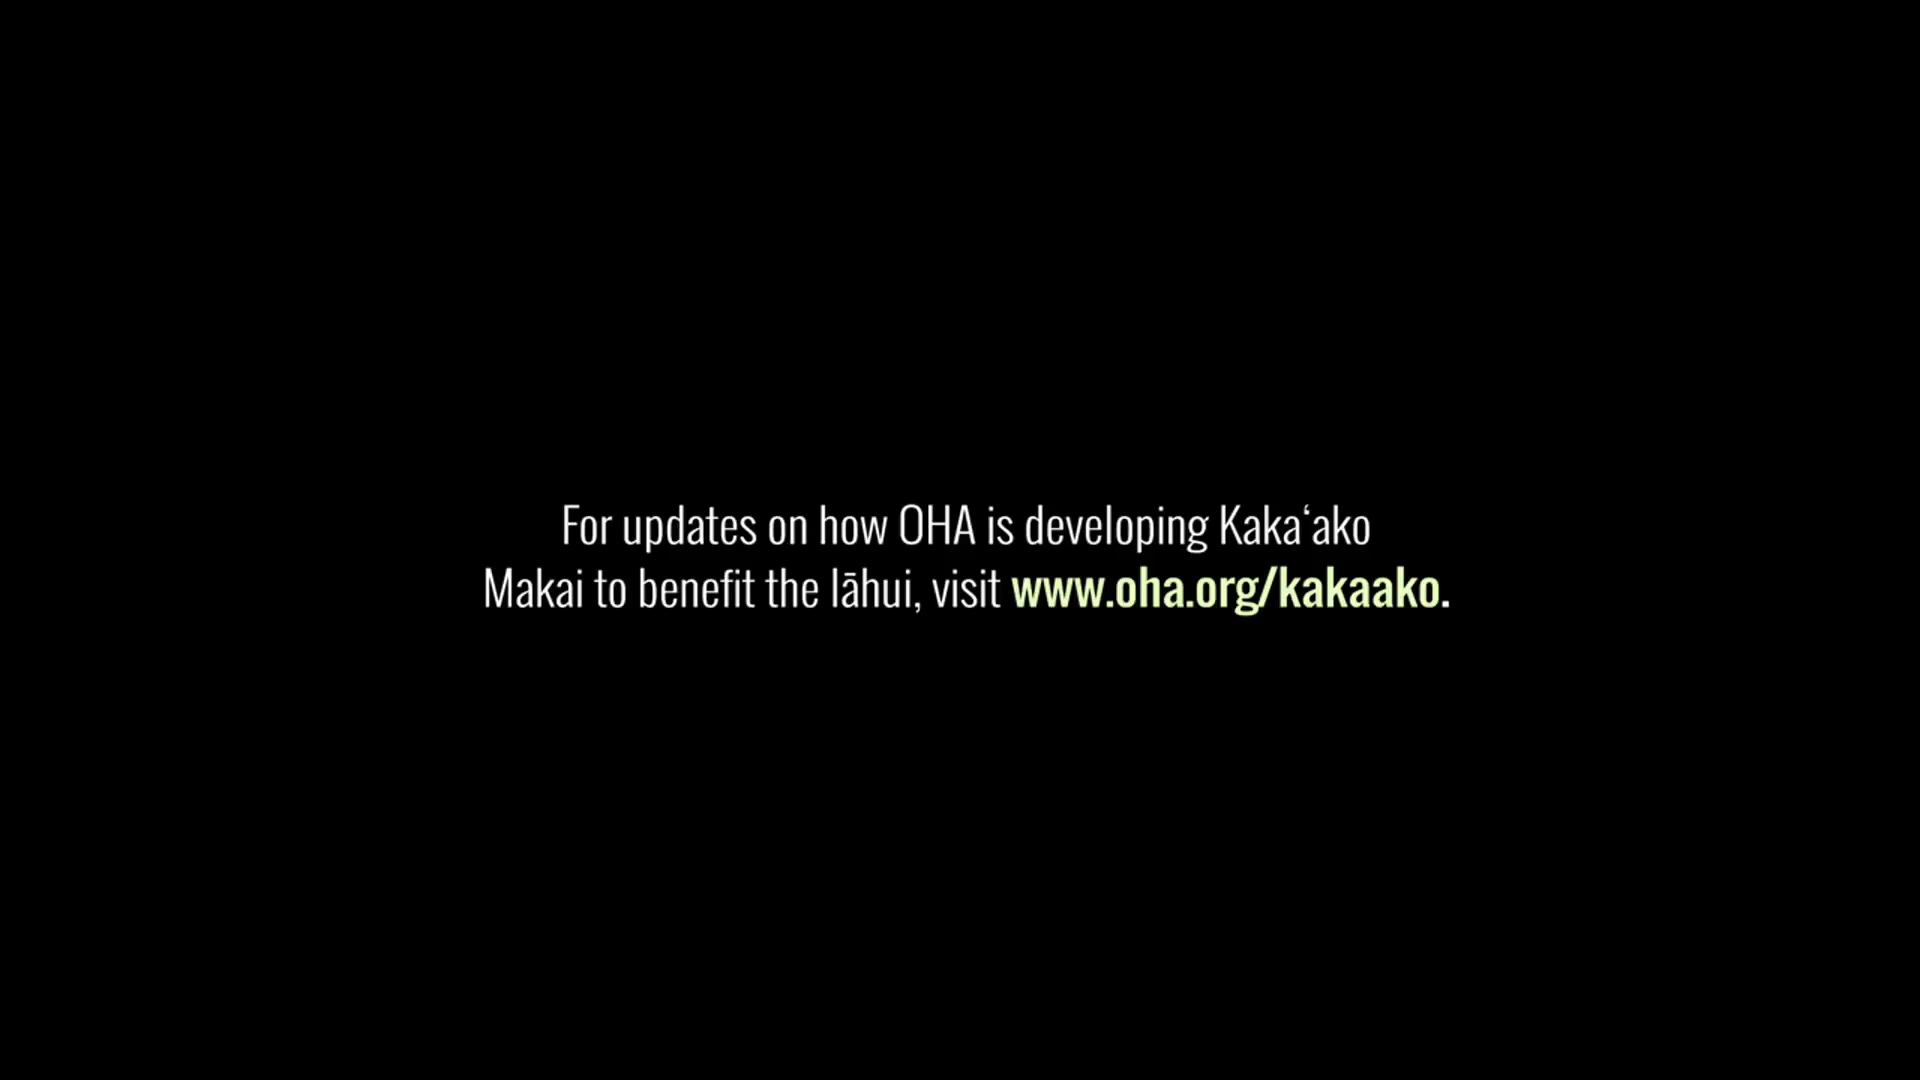 For updates on how OHA is developing Kakaʻako
Makai to benefit the lāhui, visit www.oha.org/kakaako.